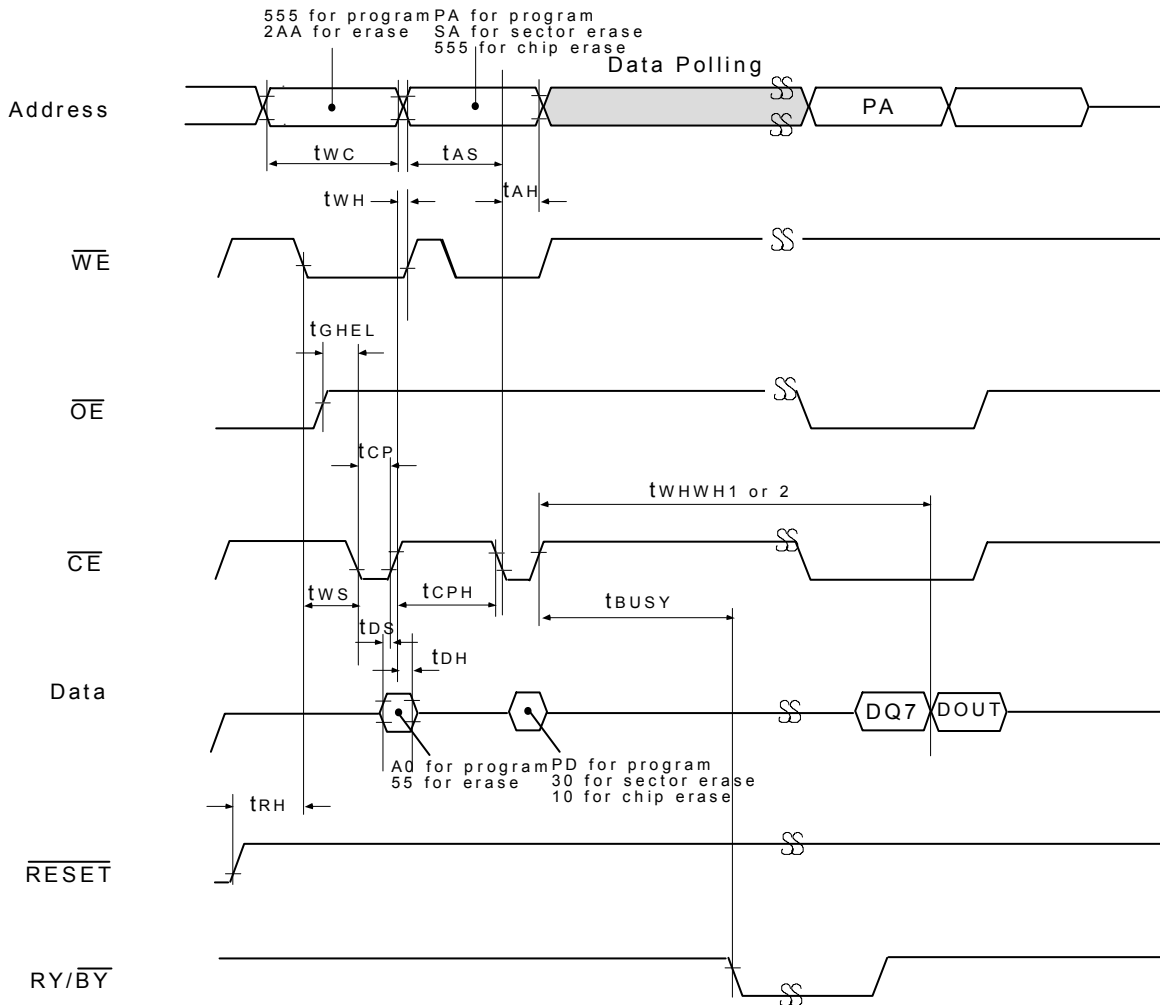 555 for program PA for program
2AA for erase SA for sector erase
555 for chip erase
Data Polling
Address
PA
tWC
tAS
tAH
tWH
WE
tGHEL
OE
tCP
tWHWH1 or 2
CE
tWS
tCPH
tBUSY
tDS
tDH
Data
DQ7 DOUT
A0 for program PD for program
55 for erase 30 for sector erase
10 for chip erase
tRH
RESET
RY/BY